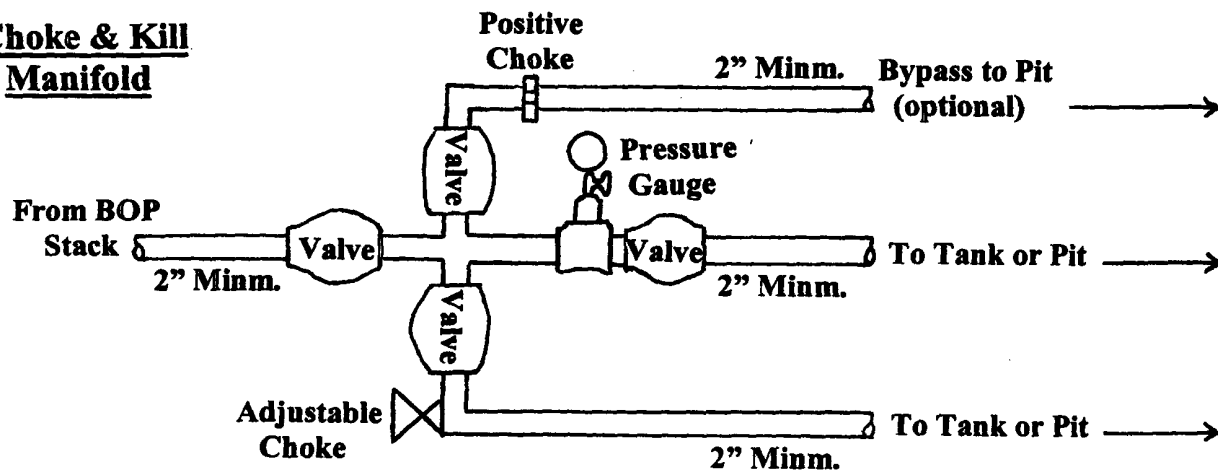 Choke & Kill
Manifold
Positive
Choke
2” Minm.
Bypass to Pit
(optional)
Valve
Pressure
Gauge
From BOP
Stack
Valve
Valve
To Tank or Pit
2” Minm.
2” Minm.
Valve
Adjustable
Choke
To Tank or Pit
2” Minm.